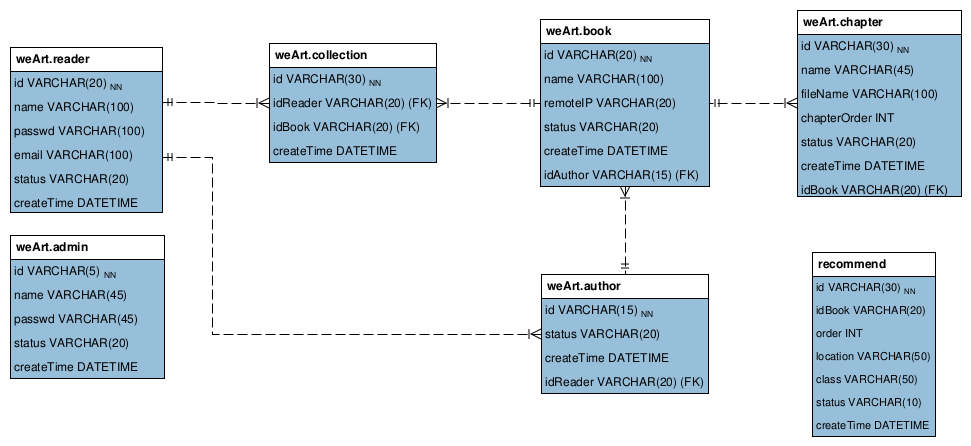 weArt.reader
id VARCHAR(20) NN
name VARCHAR(100)
passwd VARCHAR(100)
email VARCHAR(100)
status VARCHAR(20)
createTime DATETIME
weArt.collection
id VARCHAR(30) NN
idReader VARCHAR(20) (FK)
idBook VARCHAR(20) (FK)
createTime DATETIME
weArt.book
id VARCHAR(20) NN
name VARCHAR(100)
remoteIP VARCHAR(20)
status VARCHAR(20)
createTime DATETIME
idAuthor VARCHAR(15) (FK)
weArt.chapter
id VARCHAR(30) NN
name VARCHAR(45)
fileName VARCHAR(100)
chapterOrder INT
status VARCHAR(20)
createTime DATETIME
idBook VARCHAR(20) (FK)
weArt.admin
id VARCHAR(5) NN
name VARCHAR(45)
passwd VARCHAR(45)
status VARCHAR(20)
createTime DATETIME
weArt.author
id VARCHAR(15) NN
status VARCHAR(20)
createTime DATETIME
idReader VARCHAR(20) (FK)
recommend
id VARCHAR(30) NN
idBook VARCHAR(20)
order INT
location VARCHAR(50)
class VARCHAR(50)
status VARCHAR(10)
createTime DATETIME